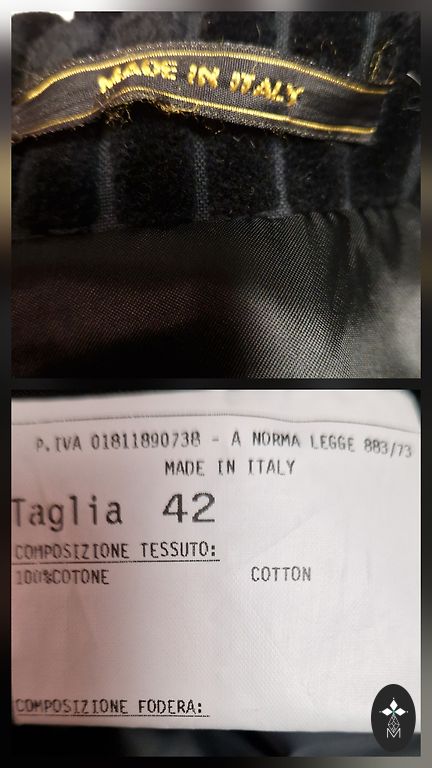 MADE IN ITALY
P.IVA 01811890738 - A NORMA LEGGE 883/73
MADE IN ITALY
Taglia 42
COMPOSIZIONE TESSUTO:
100%COTONE COTTON
COMPOSIZIONE FODERA:
M